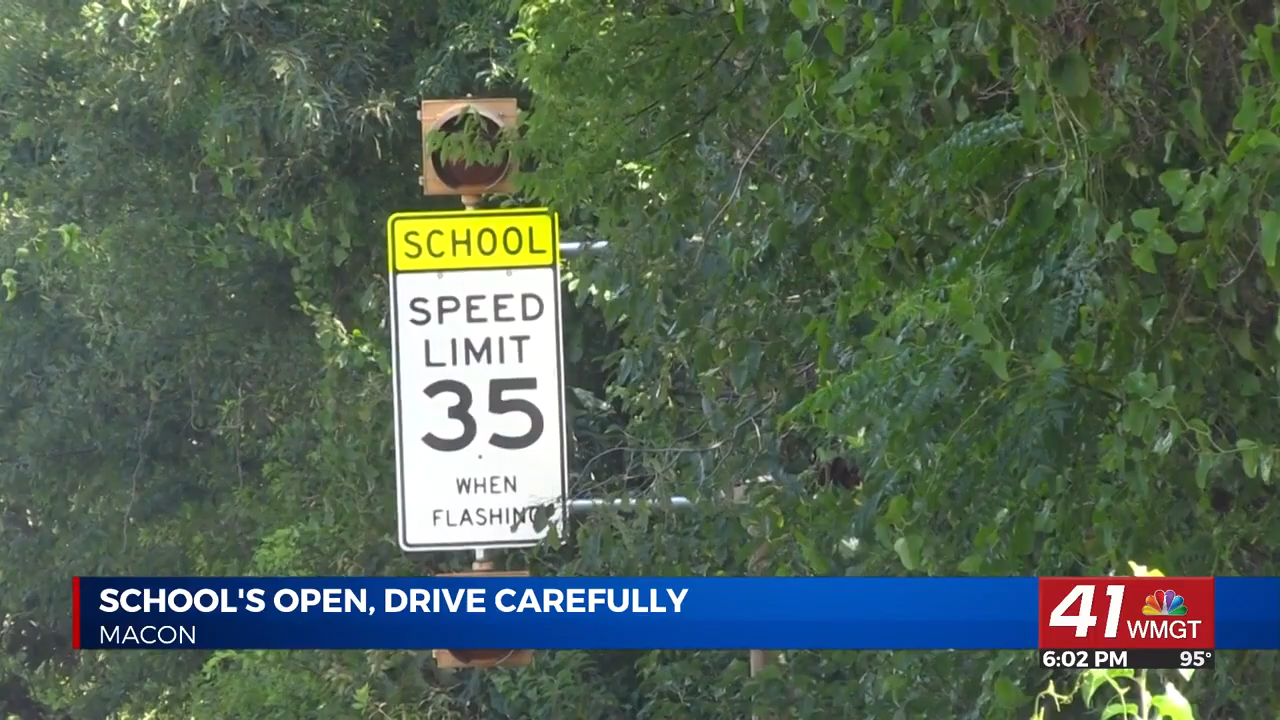 SCHOOL
SPEED
LIMIT
35
WHEN
FLASHING
SCHOOL'S OPEN, DRIVE CAREFULLY
MACON
41
WMGT
6:02 PM 95°